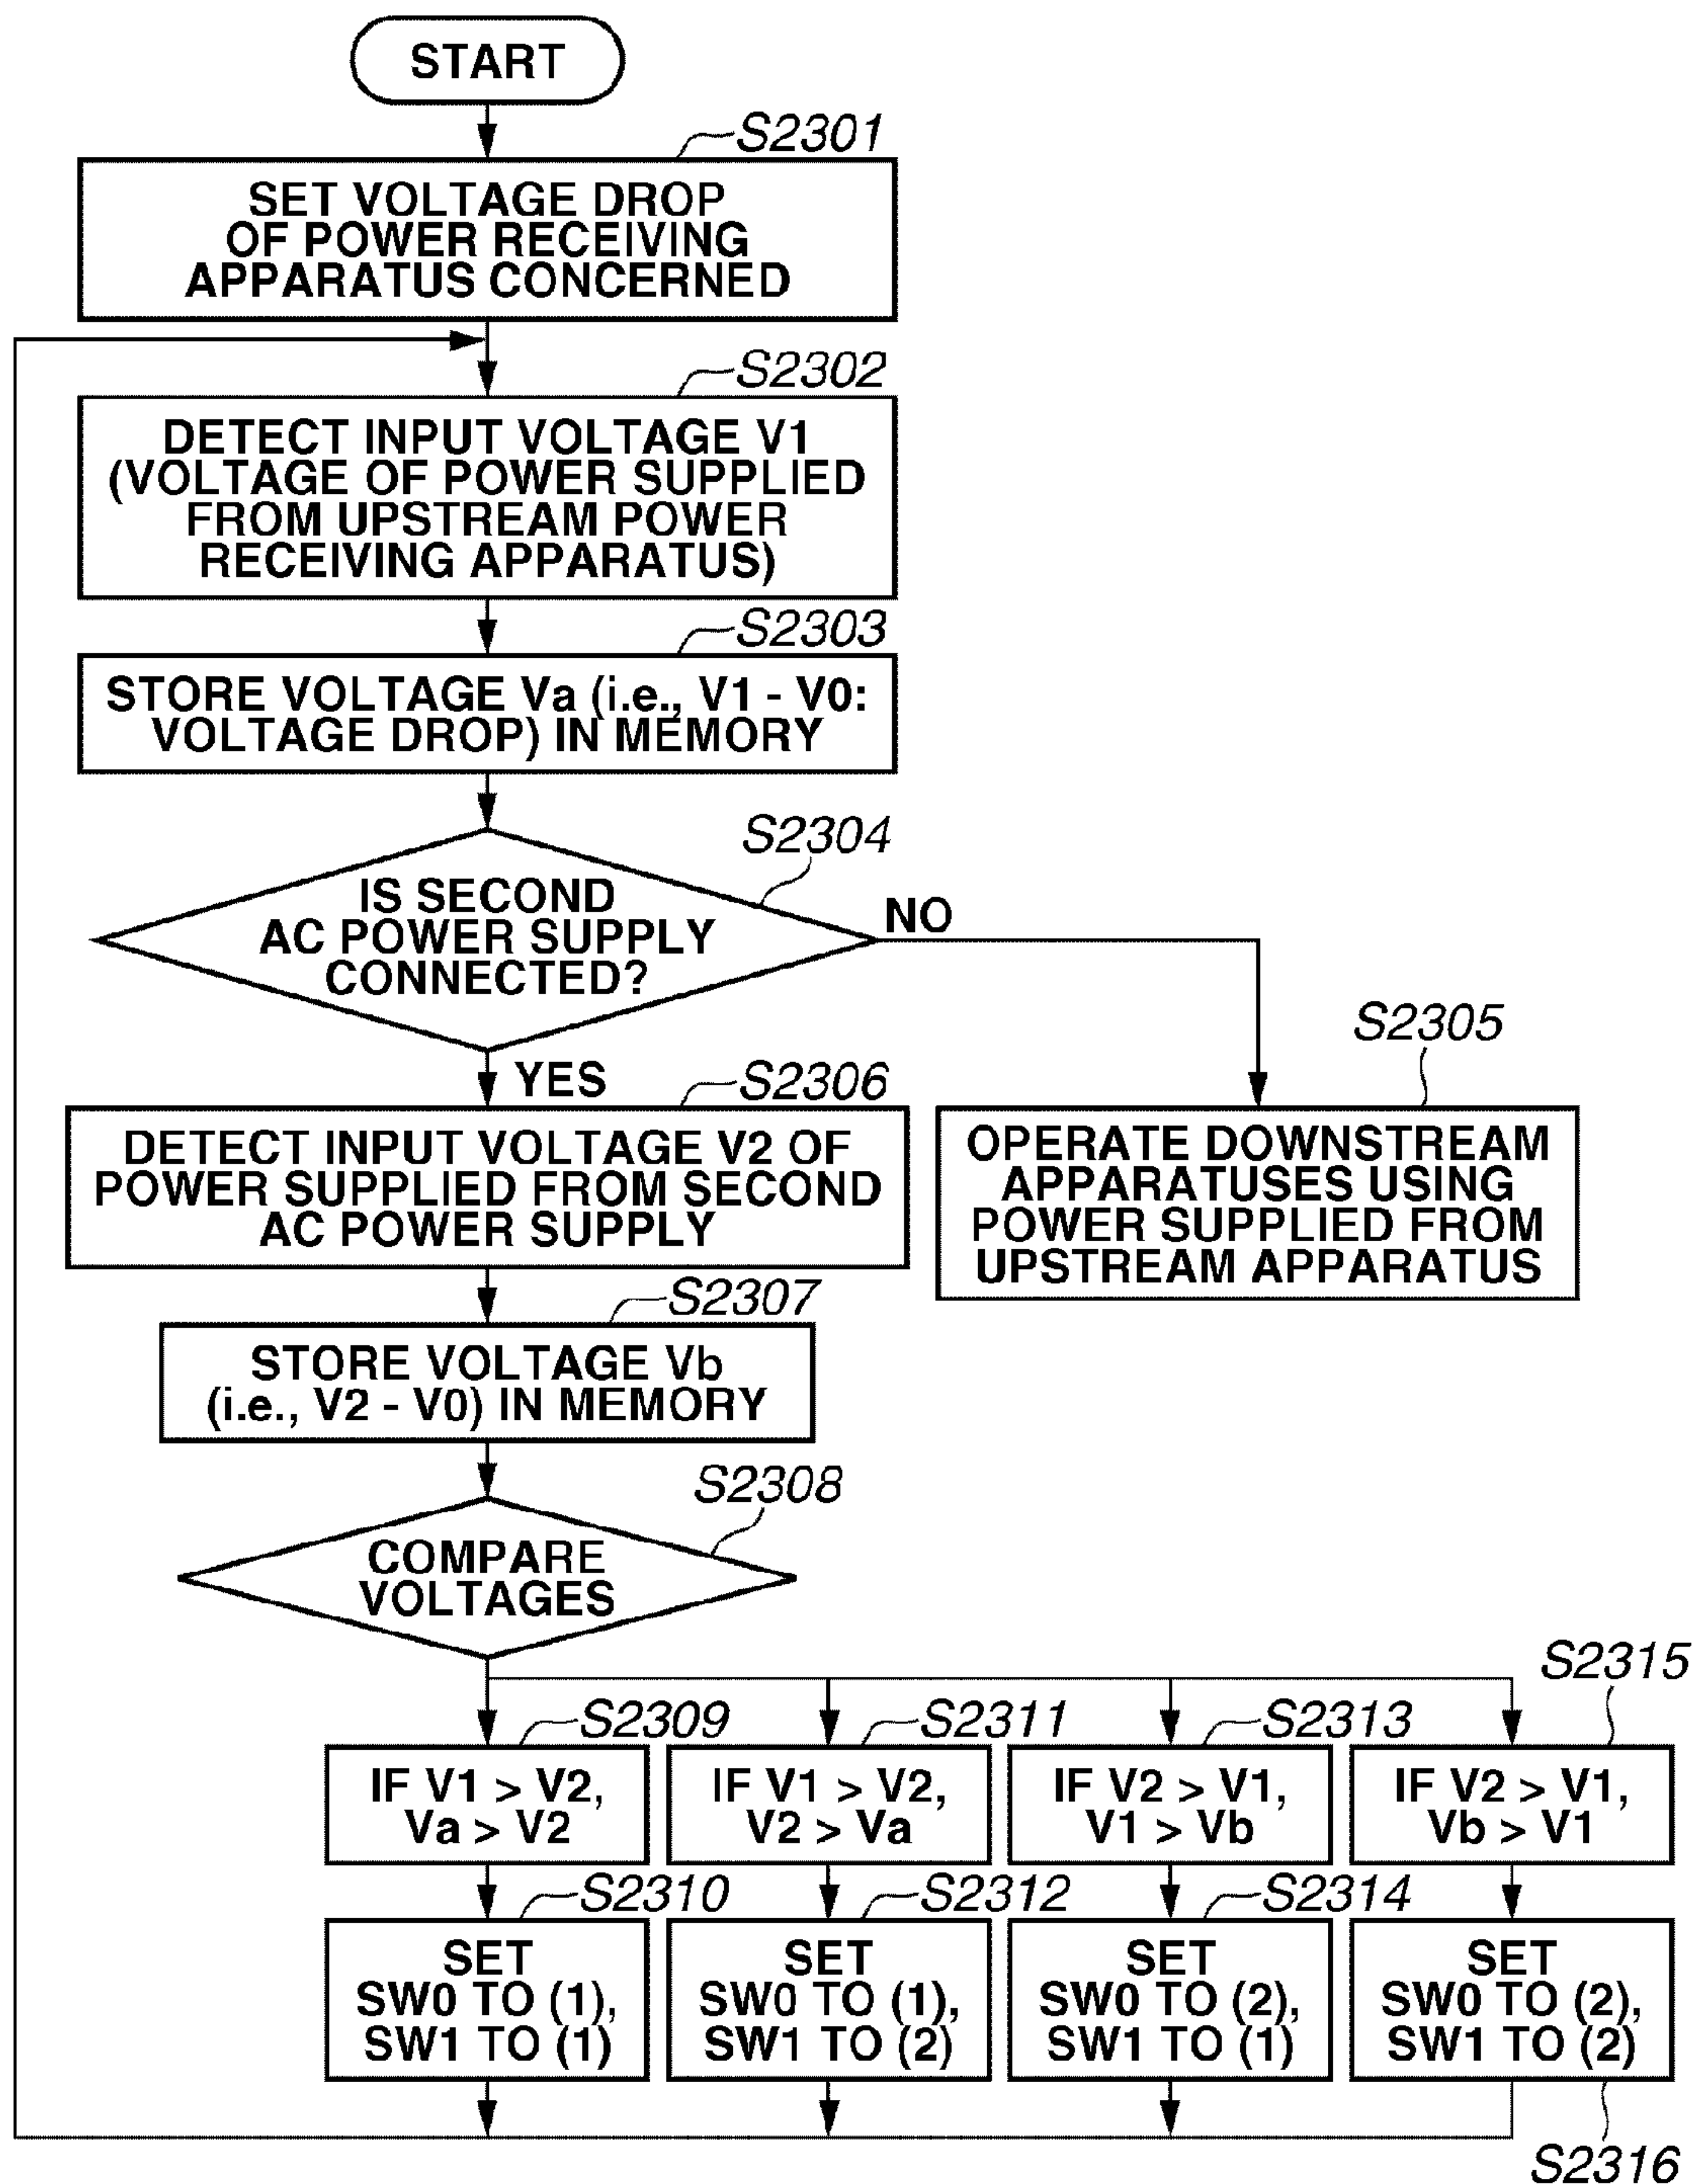 START
S2301
SET VOLTAGE DROP
OF POWER RECEIVING
APPARATUS CONCERNED
S2302
DETECT INPUT VOLTAGE V1
(VOLTAGE OF POWER SUPPLIED
FROM UPSTREAM POWER
RECEIVING APPARATUS)
S2303
STORE VOLTAGE Va (i.e., V1 - V0:
VOLTAGE DROP) IN MEMORY
S2304
IS SECOND
AC POWER SUPPLY
CONNECTED?
NO
S2305
OPERATE DOWNSTREAM
APPARATUSES USING
POWER SUPPLIED FROM
UPSTREAM APPARATUS
YES
S2306
DETECT INPUT VOLTAGE V2 OF
POWER SUPPLIED FROM SECOND
AC POWER SUPPLY
S2307
STORE VOLTAGE Vb
(i.e., V2 - V0) IN MEMORY
S2308
COMPARE
VOLTAGES
S2309
IF V1 > V2,
Va > V2
S2310
SET
SW0 TO (1),
SW1 TO (1)
S2311
IF V1 > V2,
V2 > Va
S2312
SET
SW0 TO (1),
SW1 TO (2)
S2313
IF V2 > V1,
V1 > Vb
S2314
SET
SW0 TO (2),
SW1 TO (1)
S2315
IF V2 > V1,
Vb > V1
SET
SW0 TO (2),
SW1 TO (2)
S2316